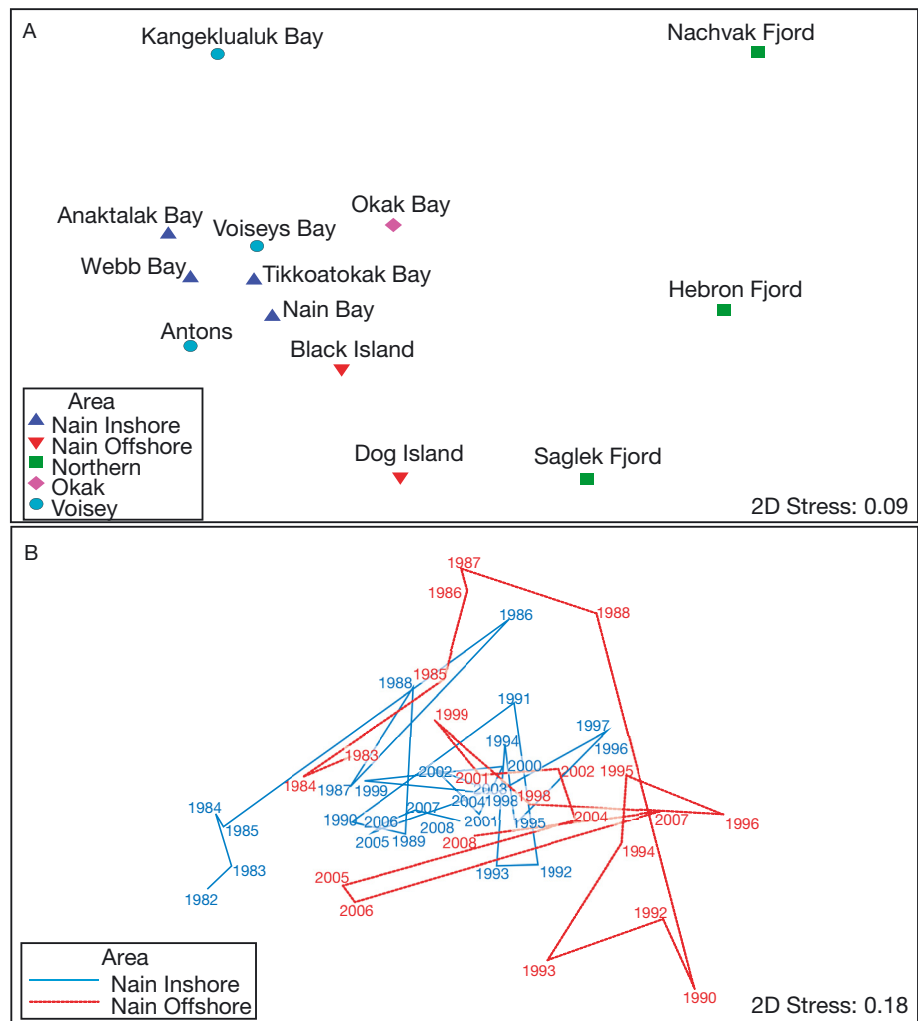 A
Kangeklualuk Bay
Nachvak Fjord
Okak Bay
Anaktalak Bay
Voiseys Bay
Webb Bay
Tikkoatokak Bay
Hebron Fjord
Nain Bay
Antons
Black Island
Dog Island
Saglek Fjord
Area
Nain Inshore
Nain Offshore
Northern
Okak
Voisey
2D Stress: 0.09
B
1987
1986
1988
1986
1985
1988
1991
1999
1997
1994
1996
1983
2000
2002
2001
2002
1995
1984
1987
1999
2003
1998
2004
1998
1984
2007
1990
2006
2001
1995
2004
2007
1996
1985
2005
2008
1989
2008
1994
1983
1993
1992
2005
1982
2006
1992
1993
1990
Area
Nain Inshore
Nain Offshore
2D Stress: 0.18